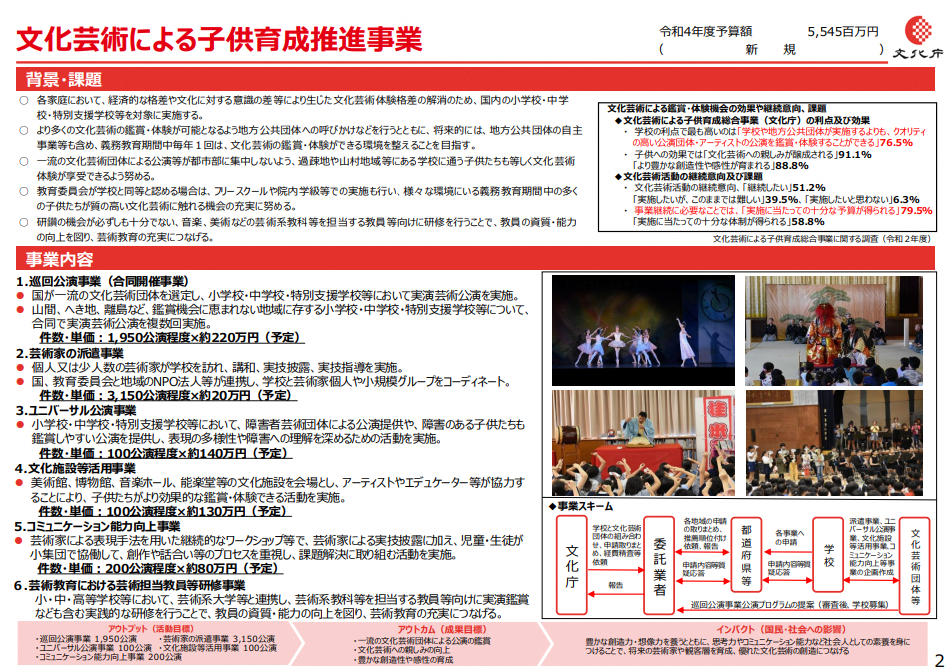 文化芸術による子供育成推進事業
令和4年度予算額 5,545百万円
( 新 規 )
文化庁
背景・課題
○ 各家庭において、経済的な格差や文化に対する意識の差等により生じた文化芸術体験格差の解消のため、国内の小学校・中学
校・特別支援学校等を対象に実施する。
○ より多くの文化芸術の鑑賞・体験が可能となるよう地方公共団体への呼びかけなどを行うとともに、将来的には、地方公共団体の自主
事業等も含め、義務教育期間中毎年１回は、文化芸術の鑑賞・体験ができる環境を整えることを目指す。
○ 一流の文化芸術団体による公演等が都市部に集中しないよう、過疎地や山村地域等にある学校に通う子供たちも等しく文化芸術
体験が享受できるよう努める。
○ 教育委員会が学校と同等と認める場合は、フリースクールや院内学級等での実施も行い、様々な環境にいる義務教育期間中の多く
の子供たちが質の高い文化芸術に触れる機会の充実に努める。
○ 研鑽の機会が必ずしも十分でない、音楽、美術などの芸術系教科等を担当する教員等向けに研修を行うことで、教員の資質・能力
の向上を図り、芸術教育の充実につなげる。
文化芸術による鑑賞・体験機会の効果や継続意向、課題
◆文化芸術による子供育成総合事業（文化庁）の利点及び効果
・ 学校の利点で最も高いのは「学校や地方公共団体が実施するよりも、クオリティ
の高い公演団体・アーティストの公演を鑑賞・体験することができる」76.5％
・ 子供への効果では「文化芸術への親しみが醸成される」91.1％
「より豊かな創造性や感性が育まれる」88.8％
◆文化芸術活動の継続意向及び課題
・ 文化芸術活動の継続意向、「継続したい」51.2％
「実施したいが、このままでは難しい」39.5％、「実施したいと思わない」6.3％
・ 事業継続に必要なことでは、「実施に当たっての十分な予算が得られる」79.5％
「実施に当たっての十分な体制が得られる」58.8％
文化芸術による子供育成総合事業に関する調査（令和２年度）
事業内容
1.巡回公演事業（合同開催事業）
● 国が一流の文化芸術団体を選定し、小学校・中学校・特別支援学校等において実演芸術公演を実施。
● 山間、へき地、離島など、鑑賞機会に恵まれない地域に存する小学校・中学校・特別支援学校等について、
合同で実演芸術公演を複数回実施。
件数・単価：1,950公演程度×約220万円（予定）
2.芸術家の派遣事業
● 個人又は少人数の芸術家が学校を訪れ、講和、実技披露、実技指導を実施。
● 国、教育委員会と地域のNPO法人等が連携し、学校と芸術家個人や小規模グループをコーディネート。
件数・単価：3,150公演程度×約20万円（予定）
3.ユニバーサル公演事業
● 小学校・中学校・特別支援学校等において、障害者芸術団体による公演提供や、障害のある子供たちも
鑑賞しやすい公演を提供し、表現の多様性や障害への理解を深めるための活動を実施。
件数・単価：100公演程度×約140万円（予定）
4.文化施設等活用事業
● 美術館、博物館、音楽ホール、能楽堂等の文化施設を会場とし、アーティストやエデュケーター等が協力す
ることにより、子供たちがより効果的な鑑賞・体験できる活動を実施。
件数・単価：100公演程度×約130万円（予定）
5.コミュニケーション能力向上事業
● 芸術家による表現手法を用いた継続的なワークショップ等で、芸術家による実技披露に加え、児童・生徒が
小集団で協働して、創作や話合い等のプロセスを重視し、課題解決に取り組む活動を実施。
件数・単価：200公演程度×約80万円（予定）
6.芸術教育における芸術担当教員等研修事業
小・中・高等学校等において、芸術系大学等と連携し、芸術系教科等を担当する教員等向けに実演鑑賞
なども含む実践的な研修を行うことで、教員の資質・能力の向上を図り、芸術教育の充実につなげる。
◆事業スキーム
文化庁
学校と文化芸術
団体の組み合わ
せ、申請取りまと
め、経費精査等
依頼
報告
委託業者
各地域の申請
の取りまとめ、
推薦順位付け
依頼、報告
申請内容等質
疑応答
都道府県等
各事業へ
の申請
申請内容等質
疑応答
学校
派遣事業、ユニ
バーサル公演事
業、文化施設
等活用事業、コ
ミュニケーション
能力向上等事
業の企画作成
文化芸術団体等
巡回公演事業公演プログラムの提案（審査後、学校募集）
アウトプット（活動目標）
・巡回公演事業 1,950公演 ・芸術家の派遣事業 3,150公演
・ユニバーサル公演事業 100公演 ・文化施設等活用事業 100公演
・コミュニケーション能力向上事業 200公演
アウトカム（成果目標）
・一流の文化芸術団体による公演の鑑賞
・文化芸術への親しみの向上
・豊かな創造性や感性の育成
インパクト（国民・社会への影響）
豊かな創造力・想像力を養うとともに、思考力やコミュニケーション能力など社会人としての素養を身に
つけることで、将来の芸術家や観客層を育成、優れた文化芸術の創造につなげる
2